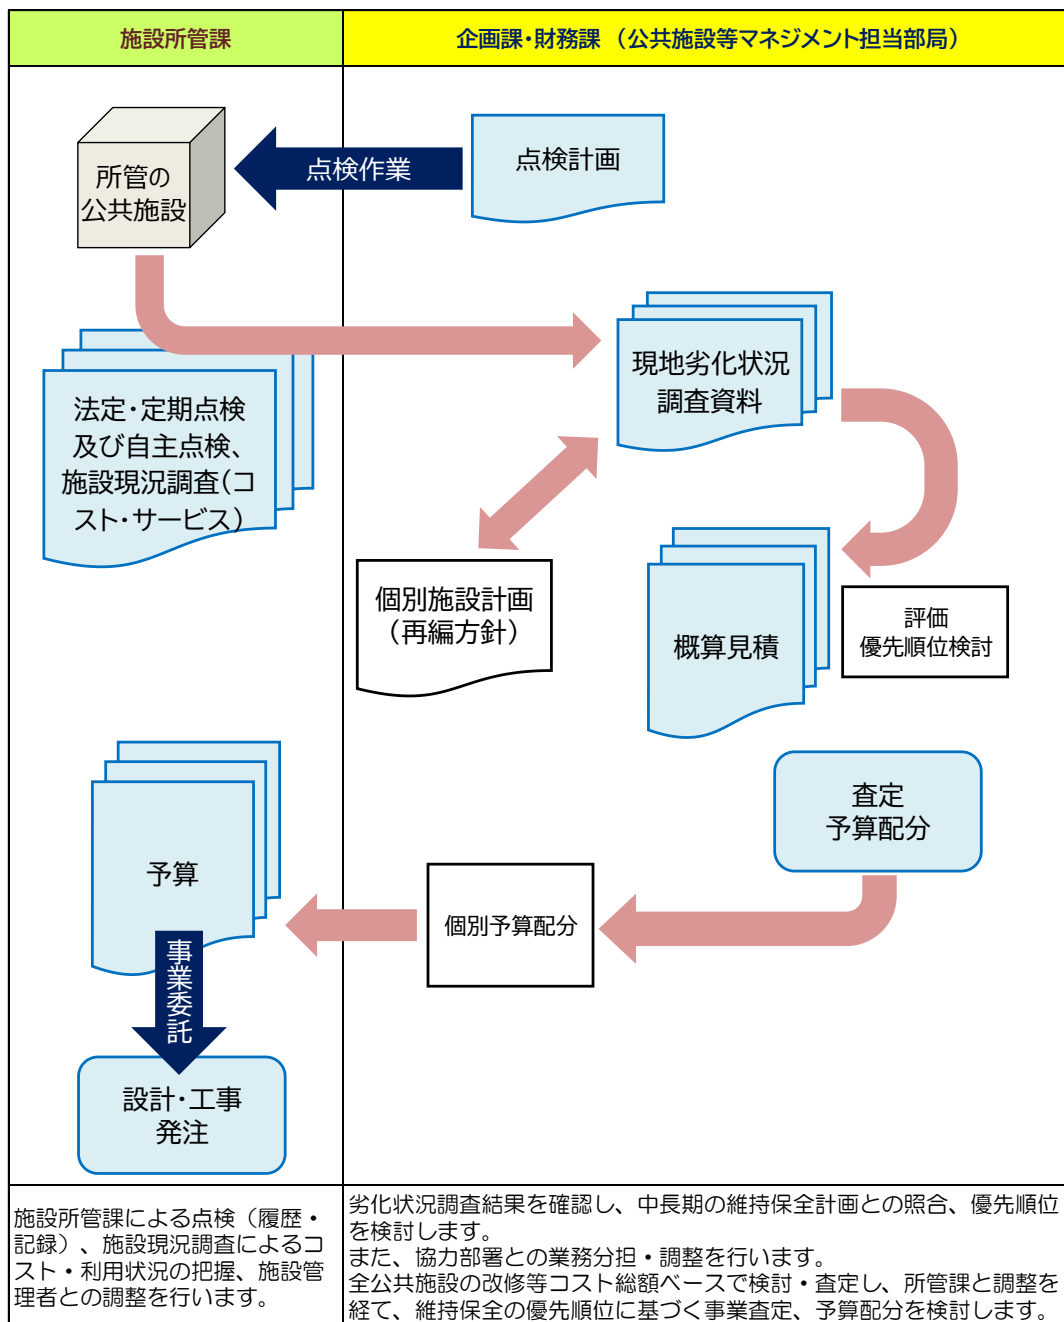 施設所管課
企画課・財務課 （公共施設等マネジメント担当部局）
所管の
公共施設
点検作業
点検計画
法定・定期点検
及び自主点検、
施設現況調査（コ
スト・サービス）
現地劣化状況
調査資料
個別施設計画
（再編方針）
概算見積
評価
優先順位検討
査定
予算配分
個別予算配分
予算
事業委託
設計・工事
発注
施設所管課による点検（履歴・
記録）、施設現況調査によるコ
スト・利用状況の把握、施設管
理者との調整を行います。
劣化状況調査結果を確認し、中長期の維持保全計画との照合、優先順位
を検討します。
また、協力部署との業務分担・調整を行います。
全公共施設の改修等コスト総額ベースで検討・査定し、所管課と調整を
経て、維持保全の優先順位に基づく事業査定、予算配分を検討します。